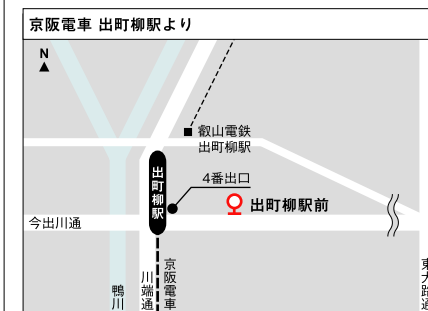 京阪電車 出町柳駅より
N
叡山電鉄
出町柳駅
4番出口
出町柳駅
出町柳駅前
今出川通
鴨川
川端通
京阪電車
東大路通